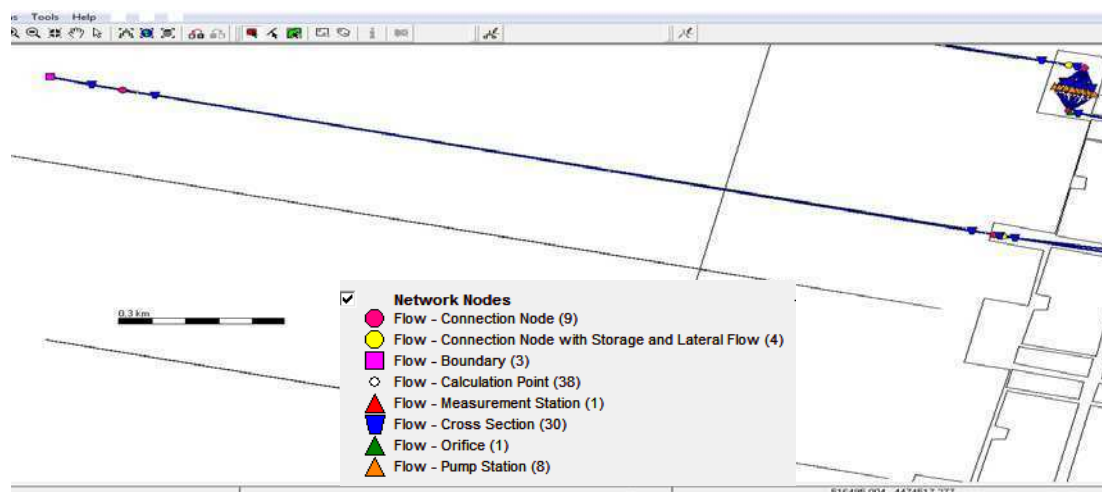 Tools Help
0.3 km
Network Nodes
Flow - Connection Node (9)
Flow - Connection Node with Storage and Lateral Flow (4)
Flow - Boundary (3)
Flow - Calculation Point (38)
Flow - Measurement Station (1)
Flow - Cross Section (30)
Flow - Orifice (1)
Flow - Pump Station (8)